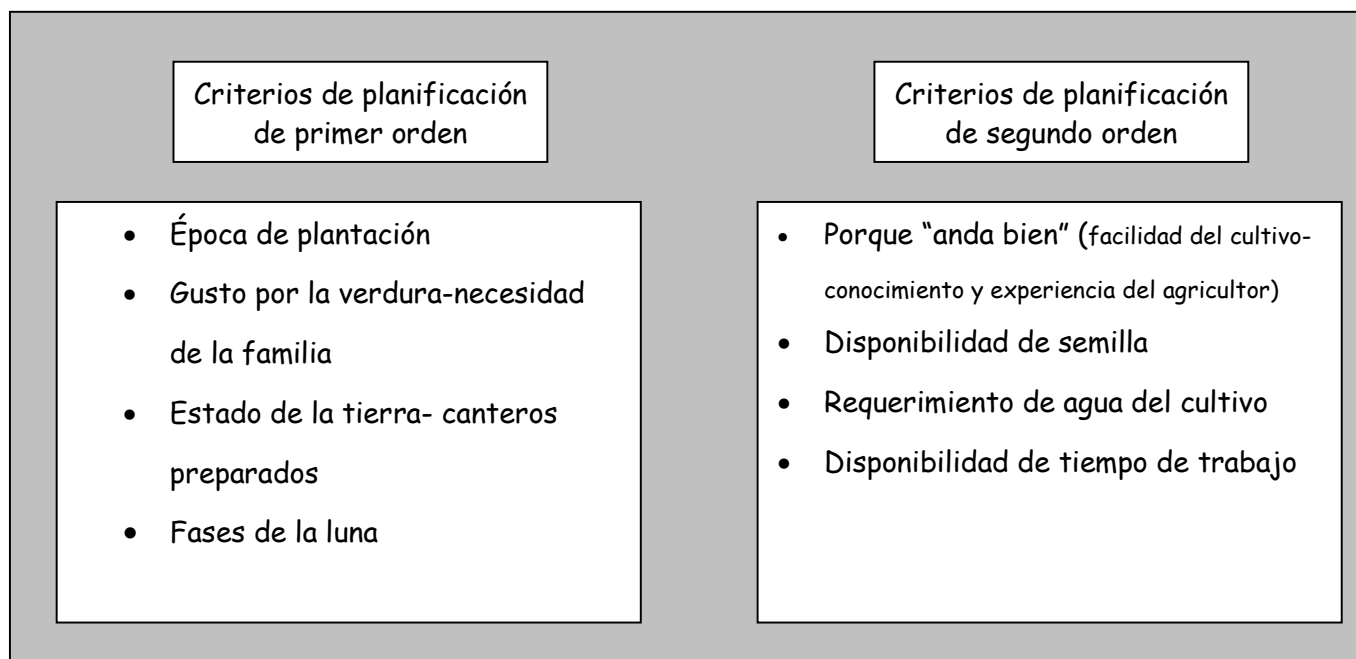 Criterios de planificación
de primer orden
• Época de plantación
• Gusto por la verdura-necesidad
de la familia
• Estado de la tierra- canteros
preparados
• Fases de la luna
Criterios de planificación
de segundo orden
• Porque “anda bien” (facilidad del cultivo-
conocimiento y experiencia del agricultor)
• Disponibilidad de semilla
• Requerimiento de agua del cultivo
• Disponibilidad de tiempo de trabajo